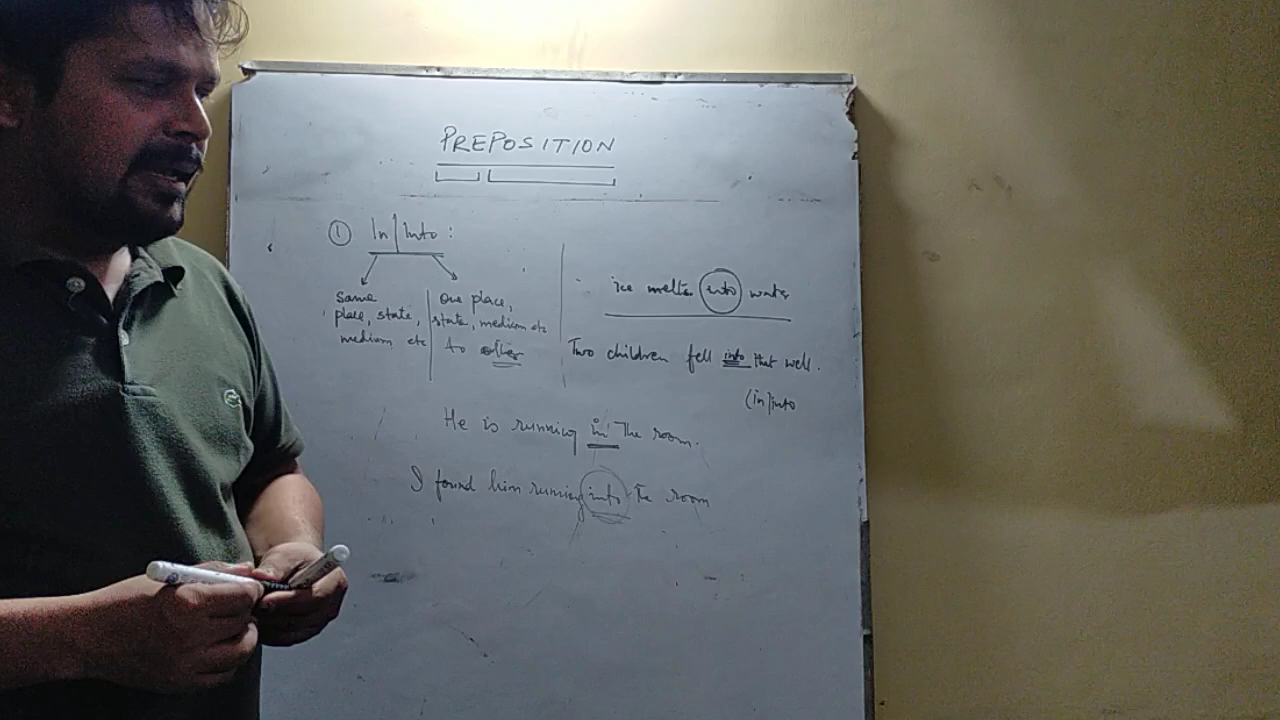 PREPOSITION
① In | Into :
Same
place, state,
medium etc
One place,
state, medium etc
to other
ice melts into water
Two children fell into that well.
(in)into
He is running in the room.
I found him running into the room